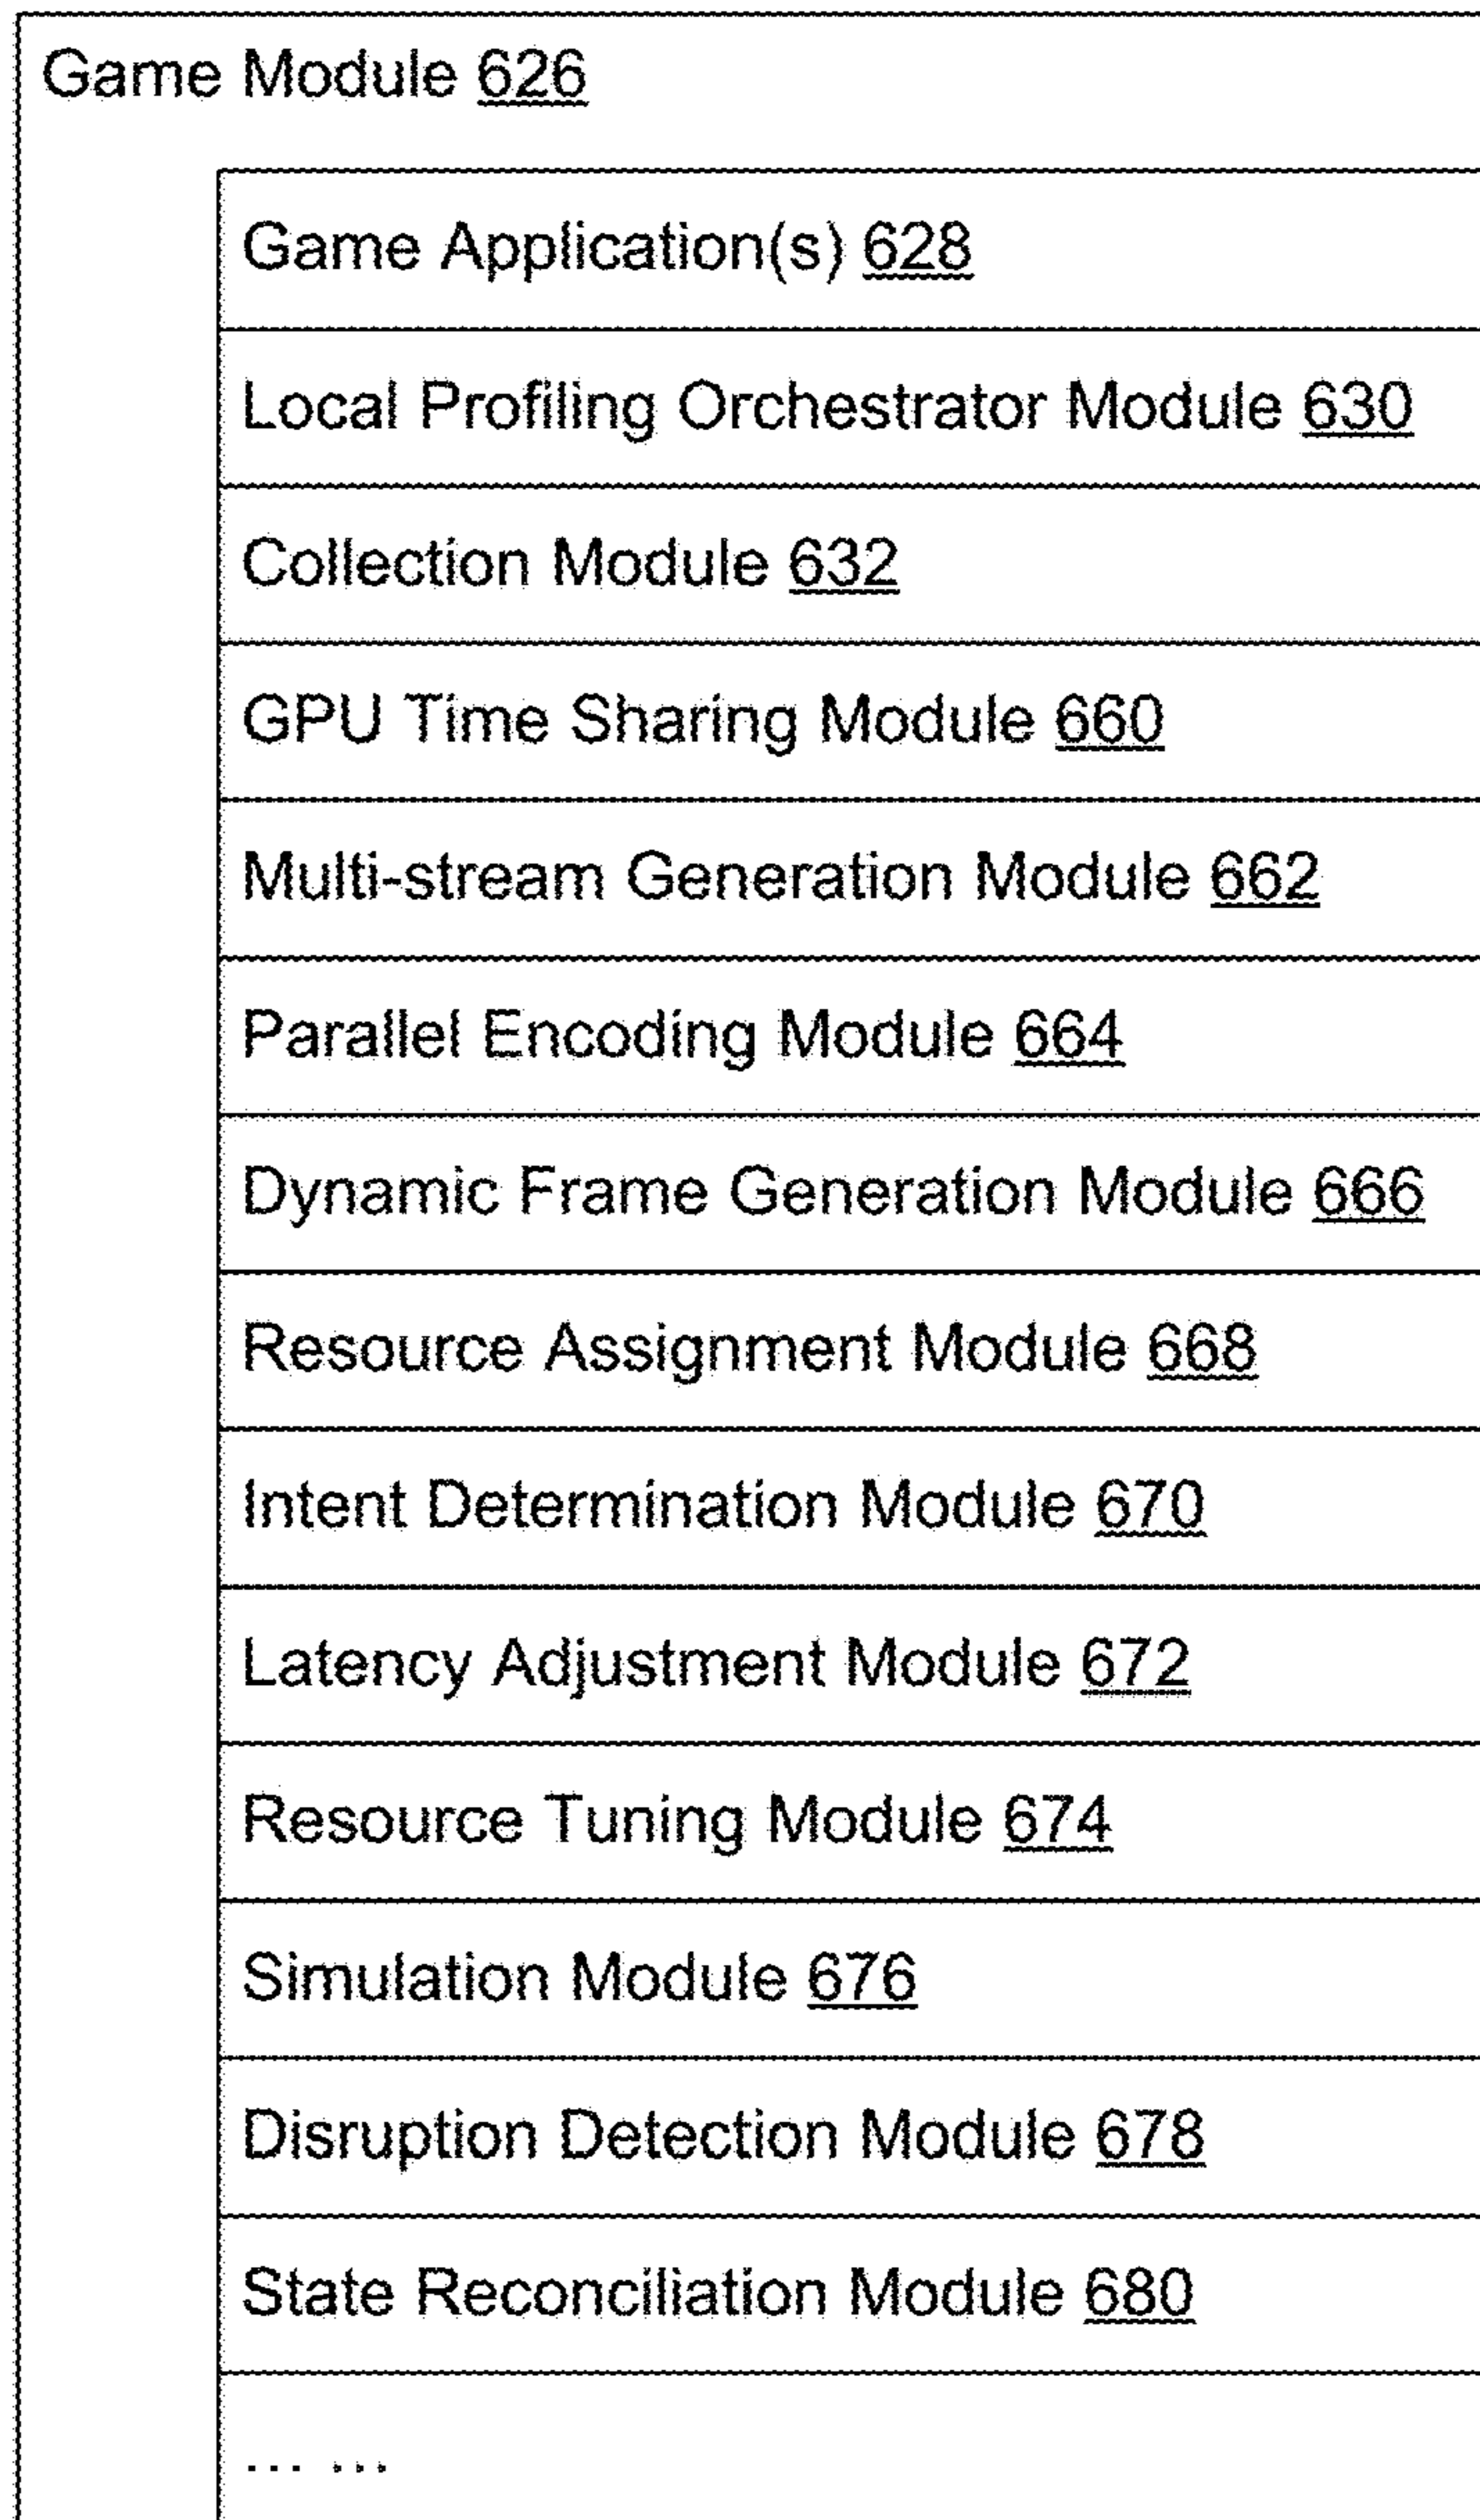 Game Module 626
Game Application(s) 628
Local Profiling Orchestrator Module 630
Collection Module 632
GPU Time Sharing Module 660
Multi-stream Generation Module 662
Parallel Encoding Module 664
Dynamic Frame Generation Module 666
Resource Assignment Module 668
Intent Determination Module 670
Latency Adjustment Module 672
Resource Tuning Module 674
Simulation Module 676
Disruption Detection Module 678
State Reconciliation Module 680
... ...